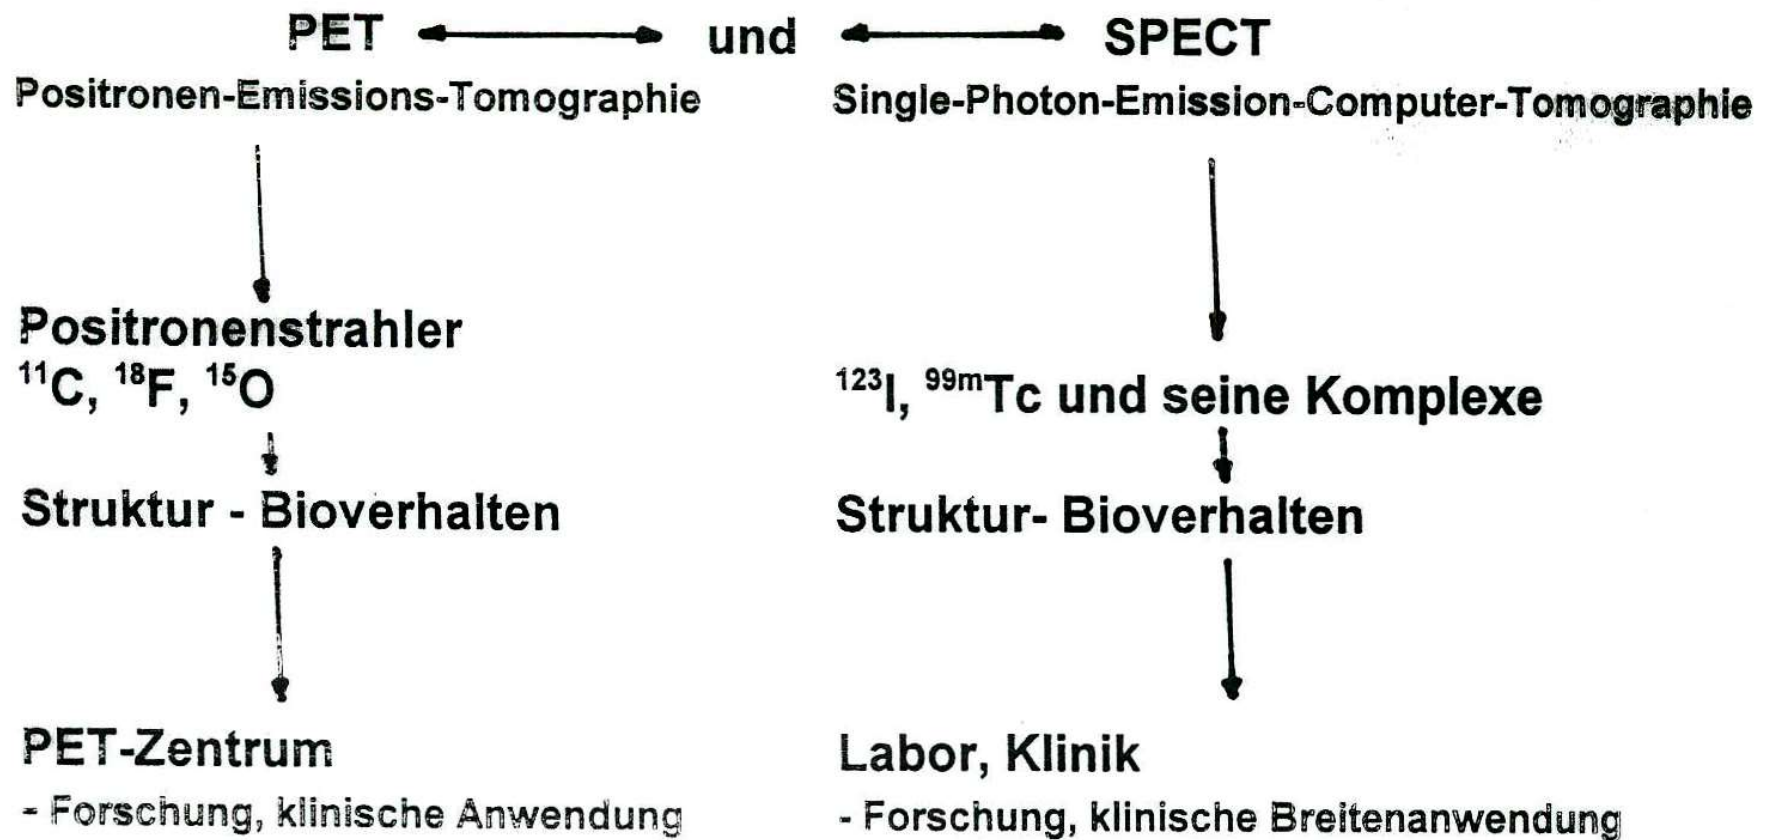 PET und SPECT
Positronen-Emissions-Tomographie
Single-Photon-Emission-Computer-Tomographie
Positronenstrahler
¹¹C, ¹⁸F, ¹⁵O
¹²³I, ⁹⁹ᵐTc und seine Komplexe
Struktur - Bioverhalten
Struktur- Bioverhalten
PET-Zentrum
- Forschung, klinische Anwendung
Labor, Klinik
- Forschung, klinische Breitenanwendung